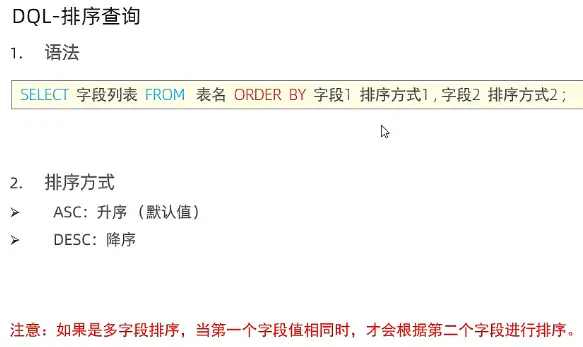 DQL-排序查询
1. 语法
SELECT 字段列表 FROM 表名 ORDER BY 字段1 排序方式1 , 字段2 排序方式2 ;
2. 排序方式
➢ ASC：升序（默认值）
➢ DESC：降序
注意：如果是多字段排序，当第一个字段值相同时，才会根据第二个字段进行排序。